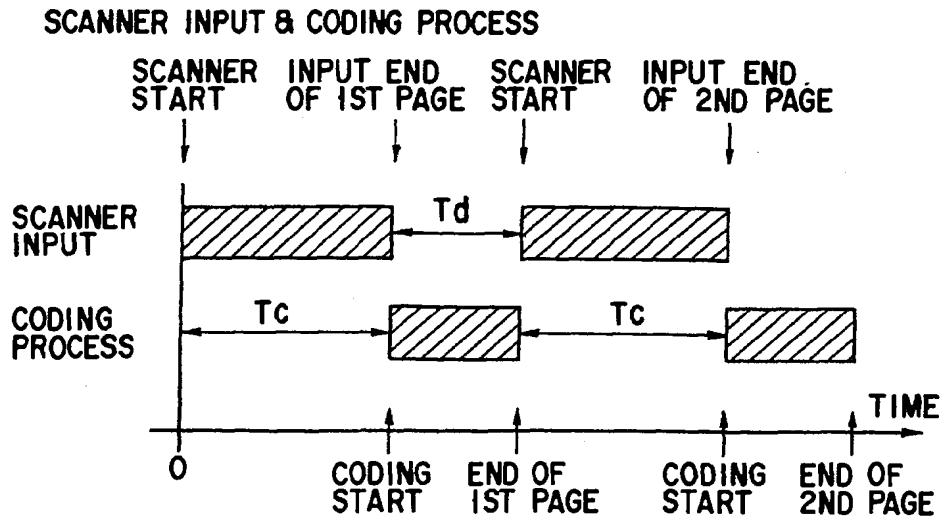 SCANNER INPUT & CODING PROCESS
SCANNER START
INPUT END OF 1ST PAGE
SCANNER START
INPUT END OF 2ND PAGE
SCANNER INPUT
Td
CODING PROCESS
Tc
Tc
TIME
0
CODING START
END OF 1ST PAGE
CODING START
END OF 2ND PAGE